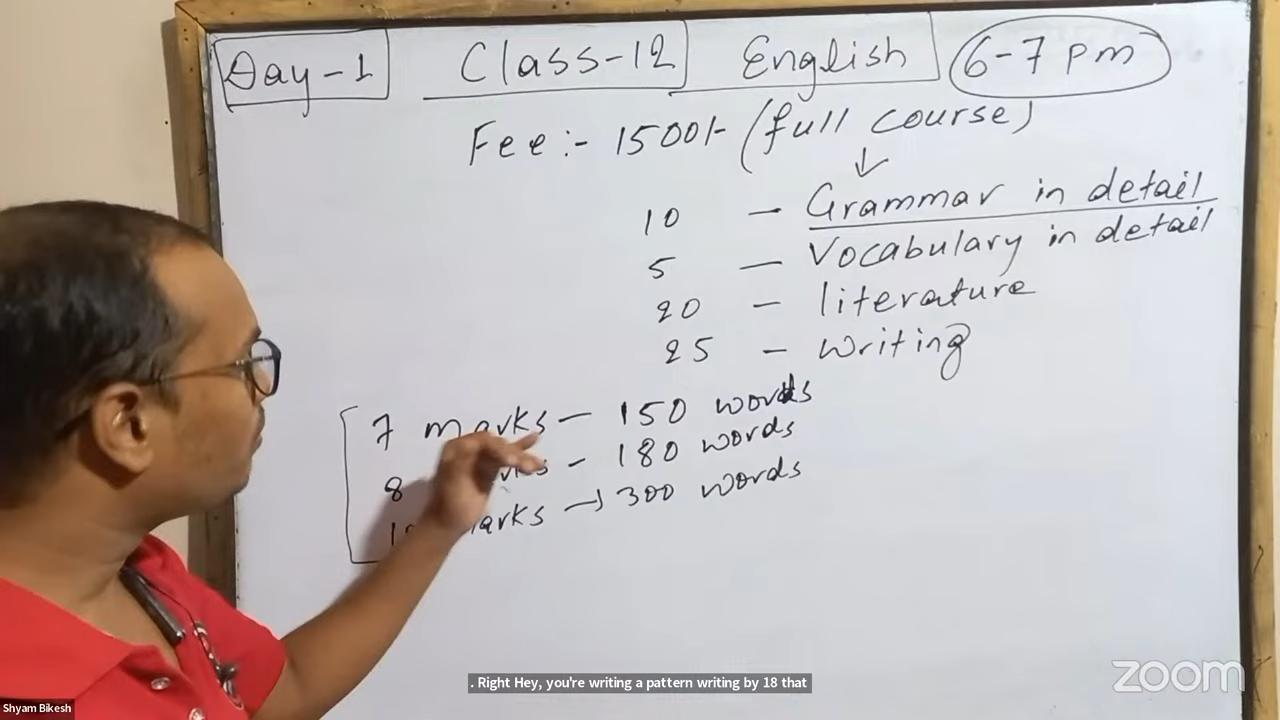 Day-1 Class-12 English 6-7 pm
Fee:- 1500/- (full course)
↓
10 - Grammar in detail
5 - Vocabulary in detail
20 - literature
25 - writing
7 marks - 150 words
8 - 180 words
→ 300 words
. Right Hey, you're writing a pattern writing by 18 that
Shyam Bikesh
zoom